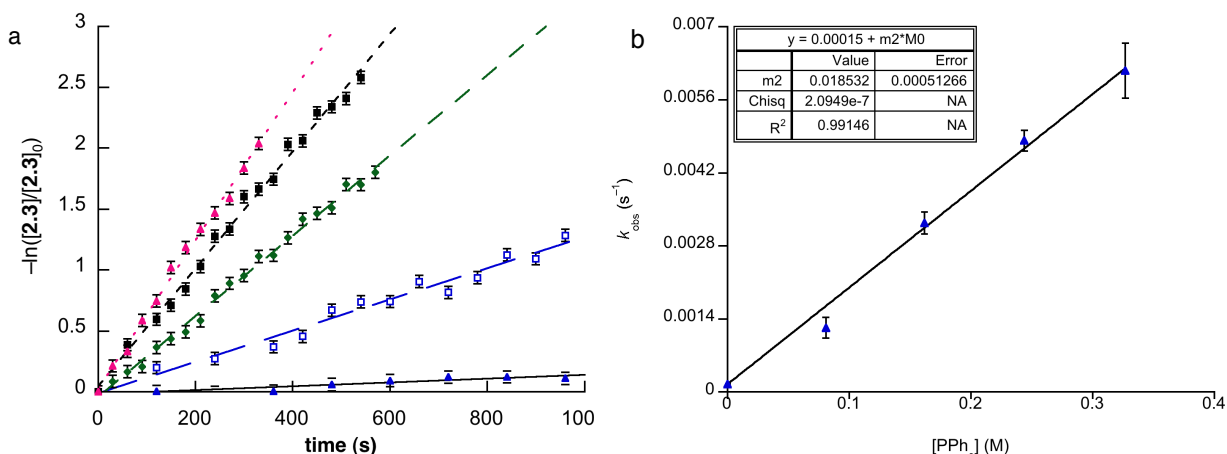 a
3
2.5
2
1.5
1
0.5
0
0 200 400 600 800 1000
–ln([2.3]/[2.3]0)
time (s)
b
0.007
0.0056
0.0042
0.0028
0.0014
0
0 0.1 0.2 0.3 0.4
kobs (s−1)
y = 0.00015 + m2*M0
Value Error
m2 0.018532 0.00051266
Chisq 2.0949e-7 NA
R2 0.99146 NA
[PPh ] (M)